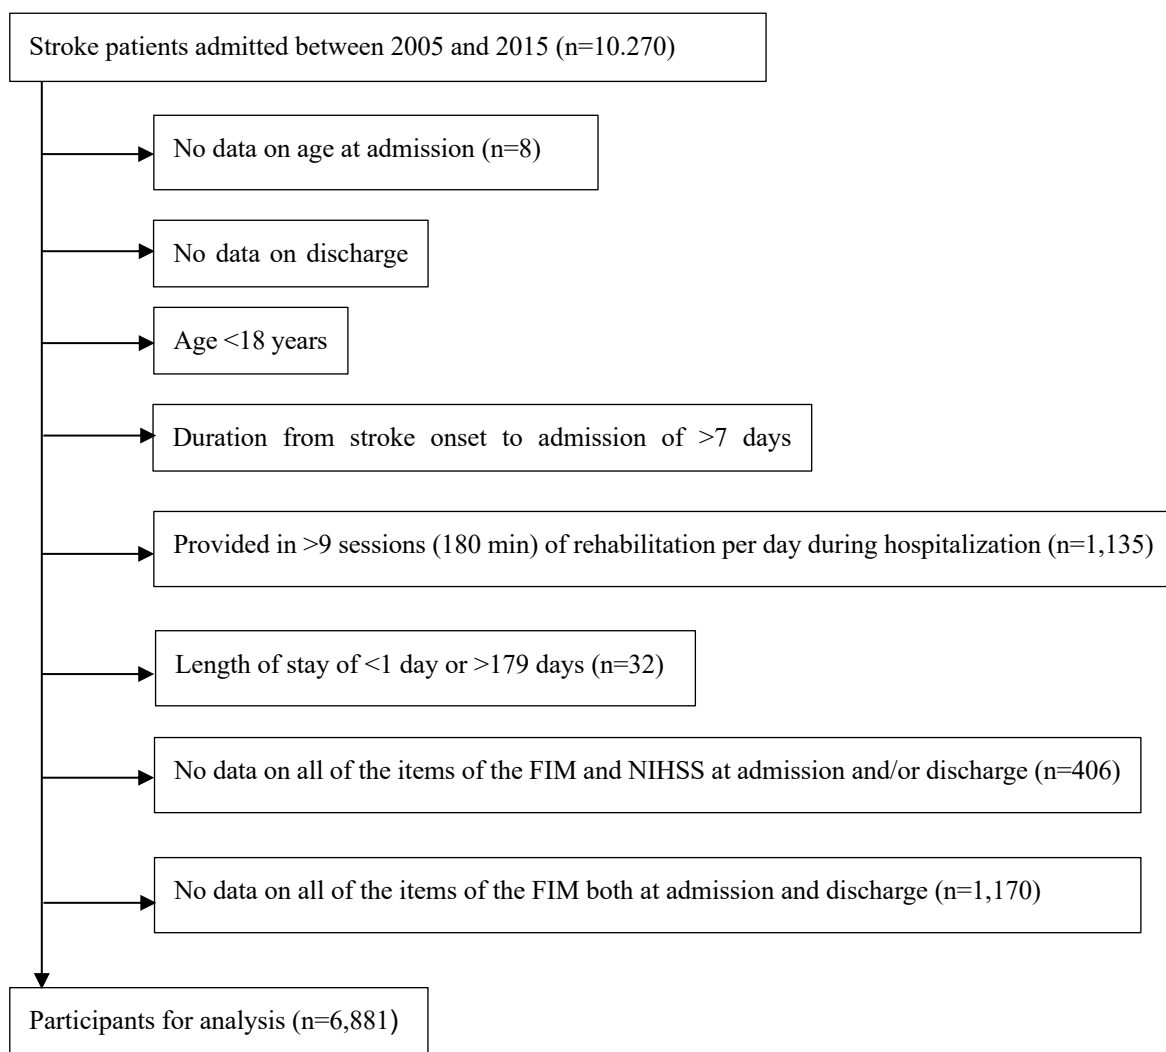 Stroke patients admitted between 2005 and 2015 (n=10.270)
No data on age at admission (n=8)
No data on discharge
Age <18 years
Duration from stroke onset to admission of >7 days
Provided in >9 sessions (180 min) of rehabilitation per day during hospitalization (n=1,135)
Length of stay of <1 day or >179 days (n=32)
No data on all of the items of the FIM and NIHSS at admission and/or discharge (n=406)
No data on all of the items of the FIM both at admission and discharge (n=1,170)
Participants for analysis (n=6,881)